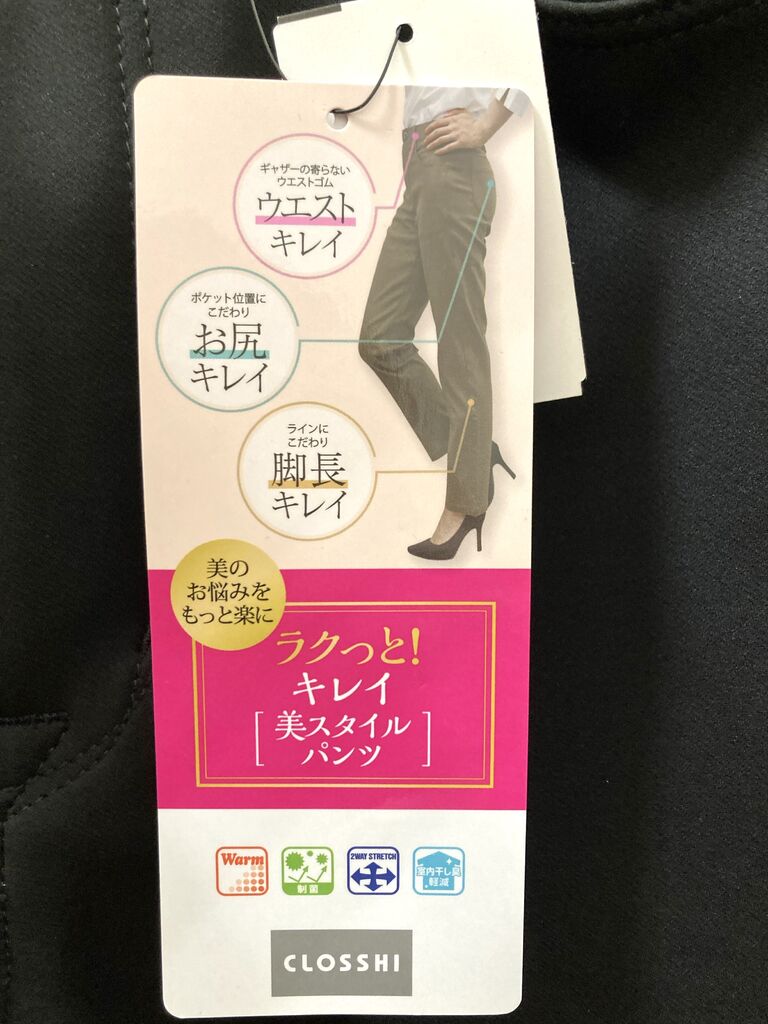 ギャザーの寄らない
ウエストゴム
ウエスト
キレイ
ポケット位置に
こだわり
お尻
キレイ
ラインに
こだわり
脚長
キレイ
美の
お悩みを
もっと楽に
ラクっと!
キレイ
[美スタイル
パンツ]
Warm
制菌
2WAY STRETCH
室内干し臭
軽減
CLOSSHI